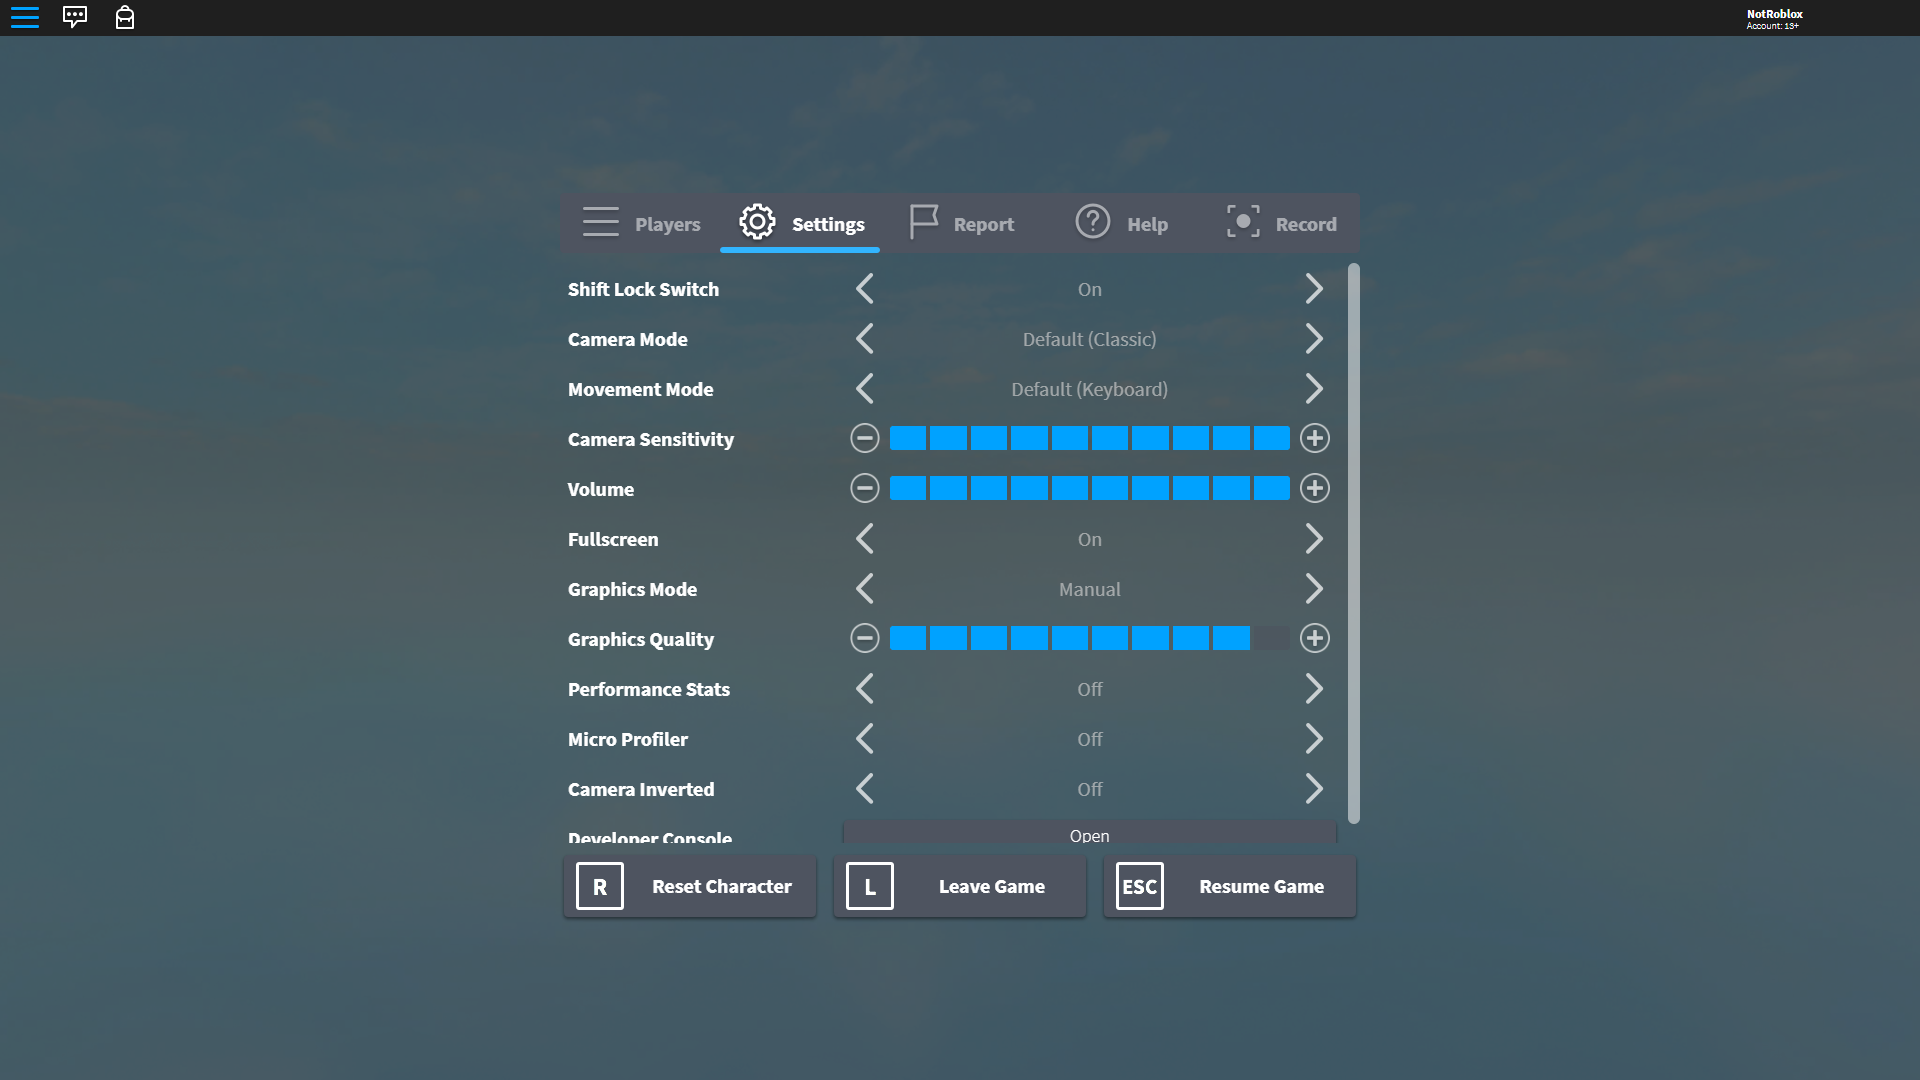 NotRoblox
Account: 13+
Players Settings Report Help Record
Shift Lock Switch On
Camera Mode Default (Classic)
Movement Mode Default (Keyboard)
Camera Sensitivity
Volume
Fullscreen On
Graphics Mode Manual
Graphics Quality
Performance Stats Off
Micro Profiler Off
Camera Inverted Off
Developer Console Open
R Reset Character L Leave Game ESC Resume Game